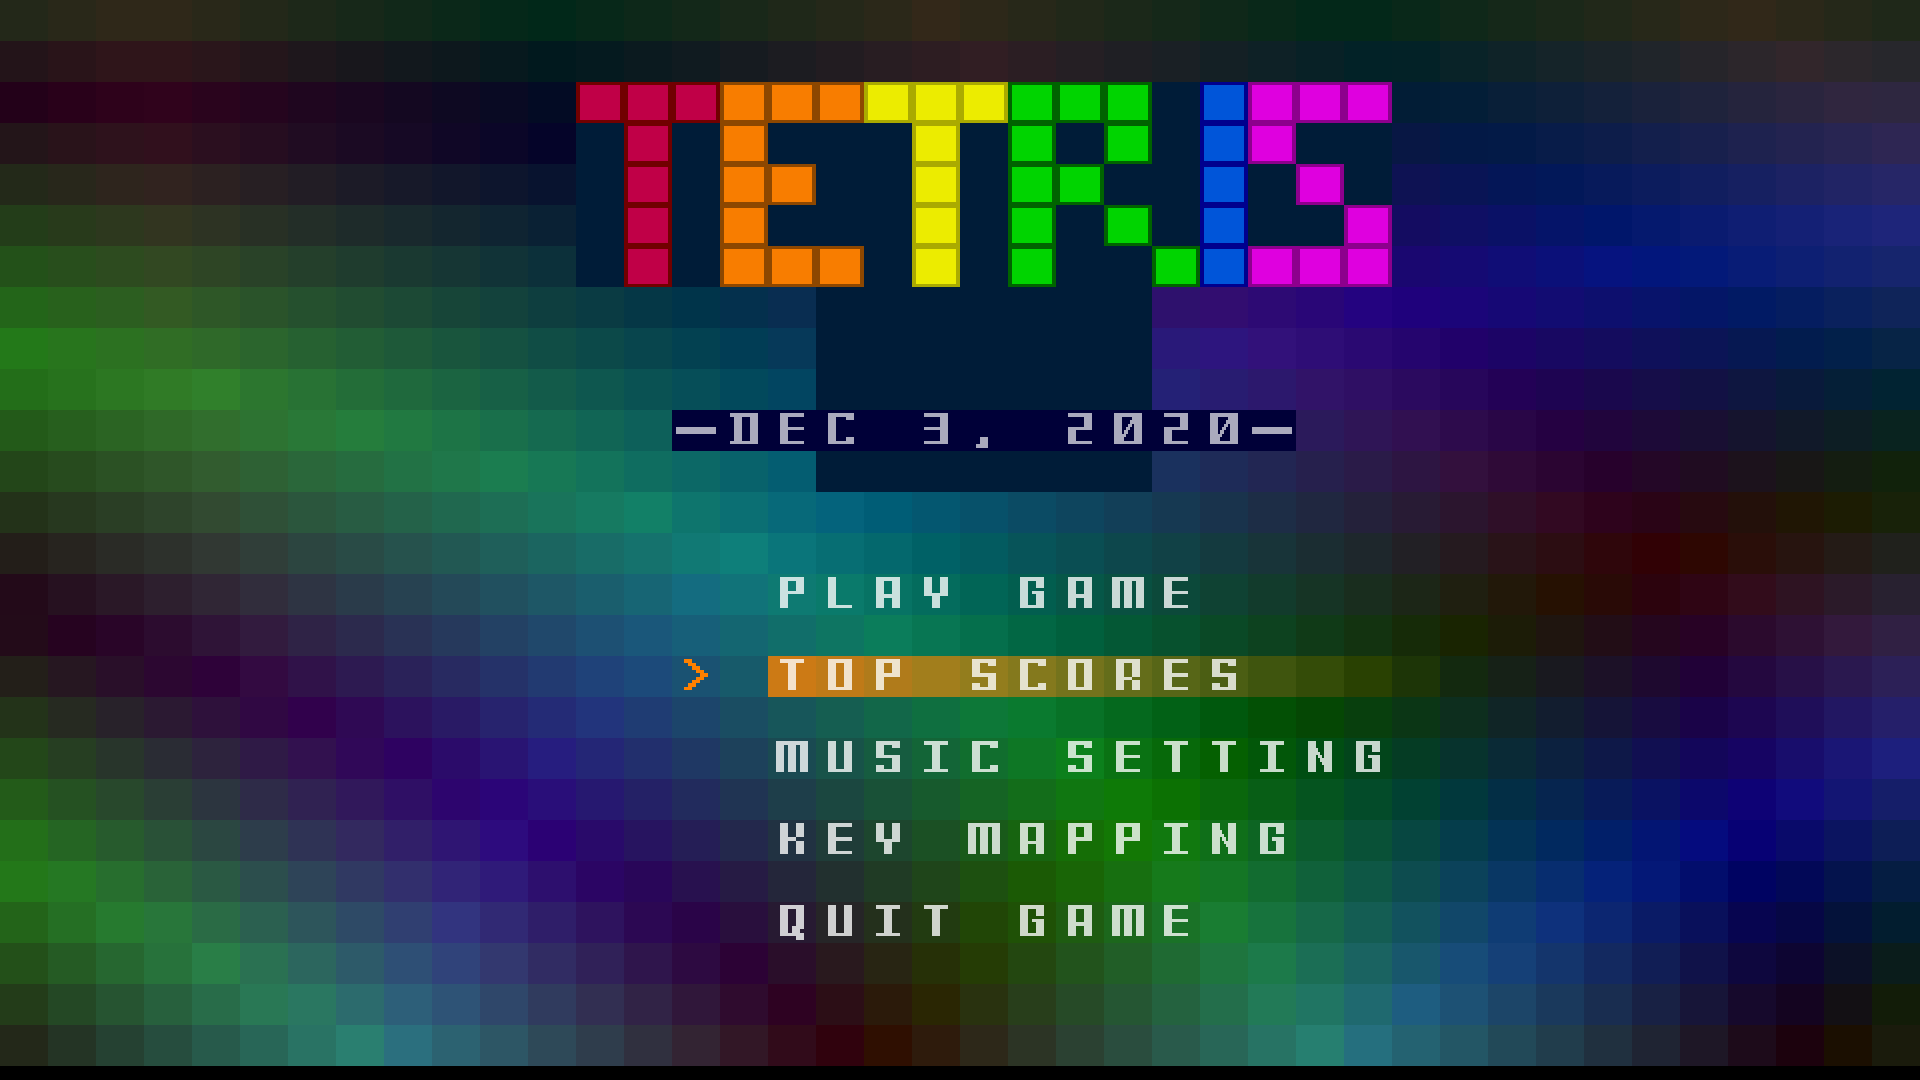 TETRIS
—DEC 3, 2020—
PLAY GAME
> TOP SCORES
MUSIC SETTING
KEY MAPPING
QUIT GAME